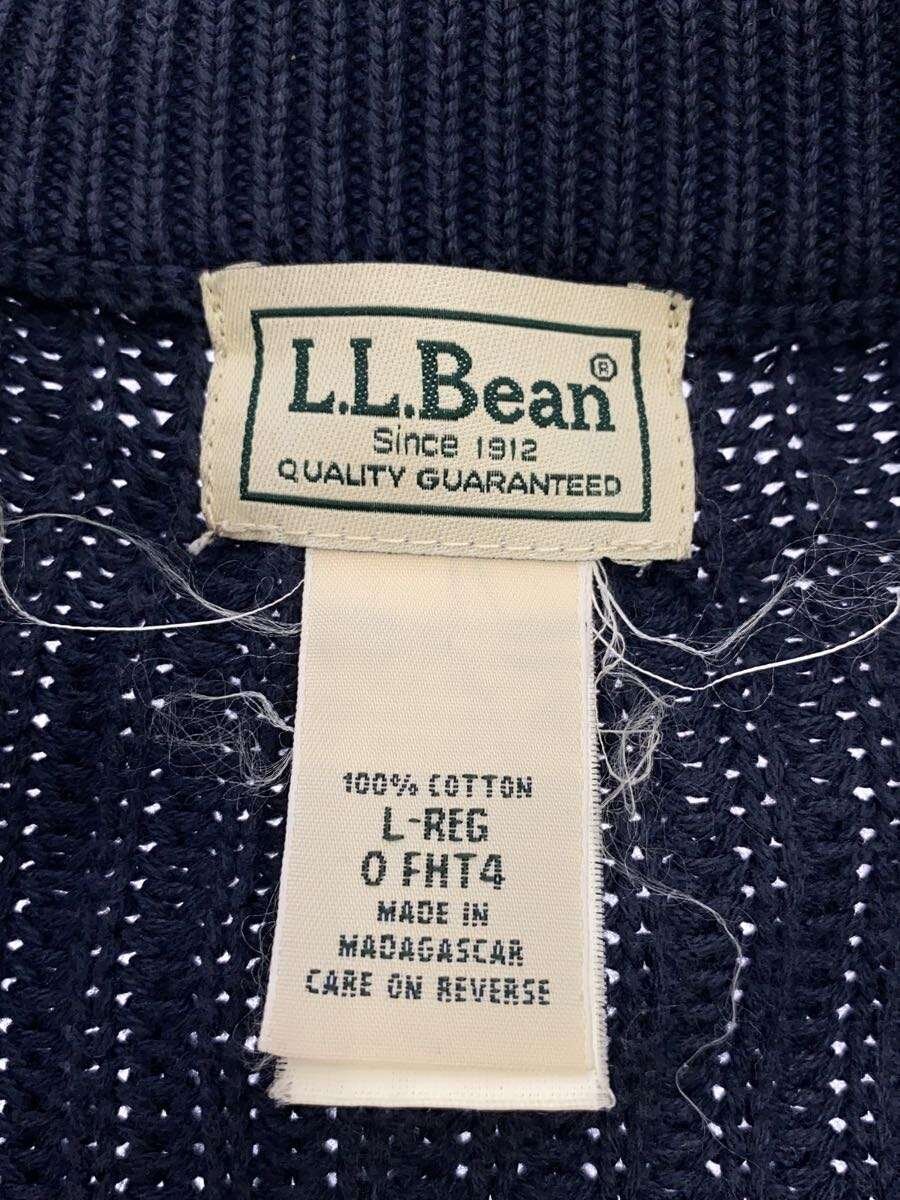 L.L.Bean®
Since 1912
QUALITY GUARANTEED
100% COTTON
L-REG
0 FHT4
MADE IN
MADAGASCAR
CARE ON REVERSE